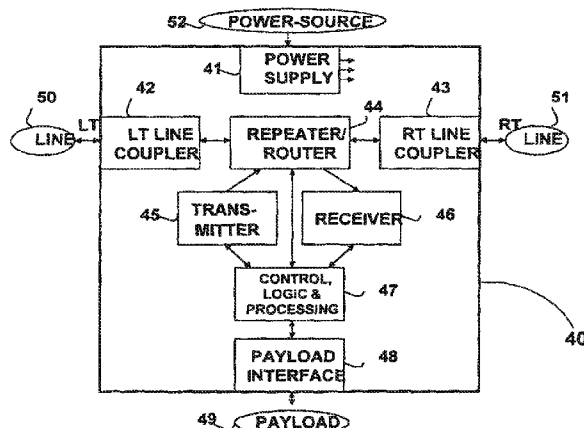 52
POWER-SOURCE
41
POWER
SUPPLY
50
LINE
LT
42
LT LINE
COUPLER
44
REPEATER/
ROUTER
43
RT LINE
COUPLER
RT
51
LINE
45
TRANS-
MITTER
RECEIVER
46
CONTROL,
LOGIC &
PROCESSING
47
40
PAYLOAD
INTERFACE
48
49
PAYLOAD